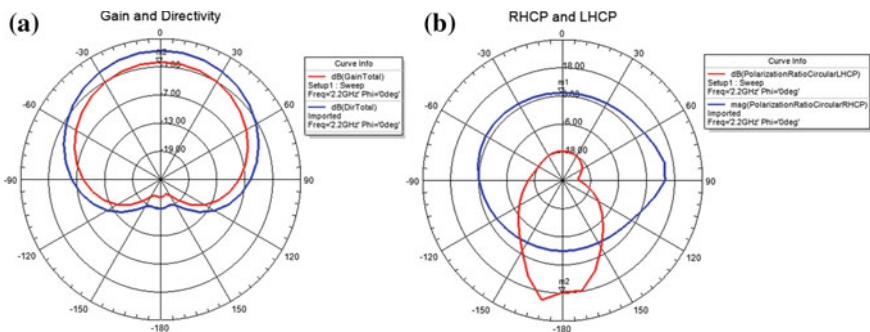 (a)
Gain and Directivity
0
-30
30
-60
60
-90
90
-120
120
-150
150
-180
-7.00
-13.00
-19.00
Curve Info
dB(GainTotal)
Setup1 : Sweep
Freq='2.2GHz' Phi='0deg'
dB(DirTotal)
Imported
Freq='2.2GHz' Phi='0deg'
(b)
RHCP and LHCP
0
-30
30
-60
60
-90
90
-120
120
-150
150
-180
18.00
m1
-6.00
-18.00
m2
Curve Info
dB(PolarizationRatioCircularLHCP)
Setup1 : Sweep
Freq='2.2GHz' Phi='0deg'
mag(PolarizationRatioCircularRHCP)
Imported
Freq='2.2GHz' Phi='0deg'